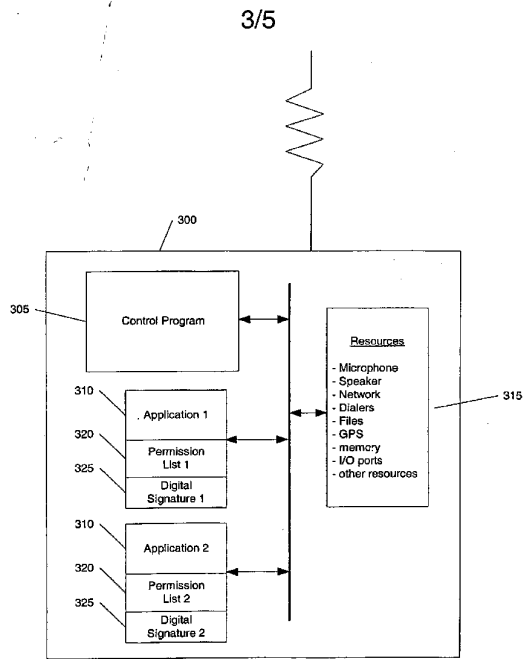 3/5
300
305
Control Program
310
Application 1
320
Permission
List 1
325
Digital
Signature 1
310
Application 2
320
Permission
List 2
325
Digital
Signature 2
Resources
- Microphone
- Speaker
- Network
- Dialers
- Files
- GPS
- memory
- I/O ports
- other resources
315